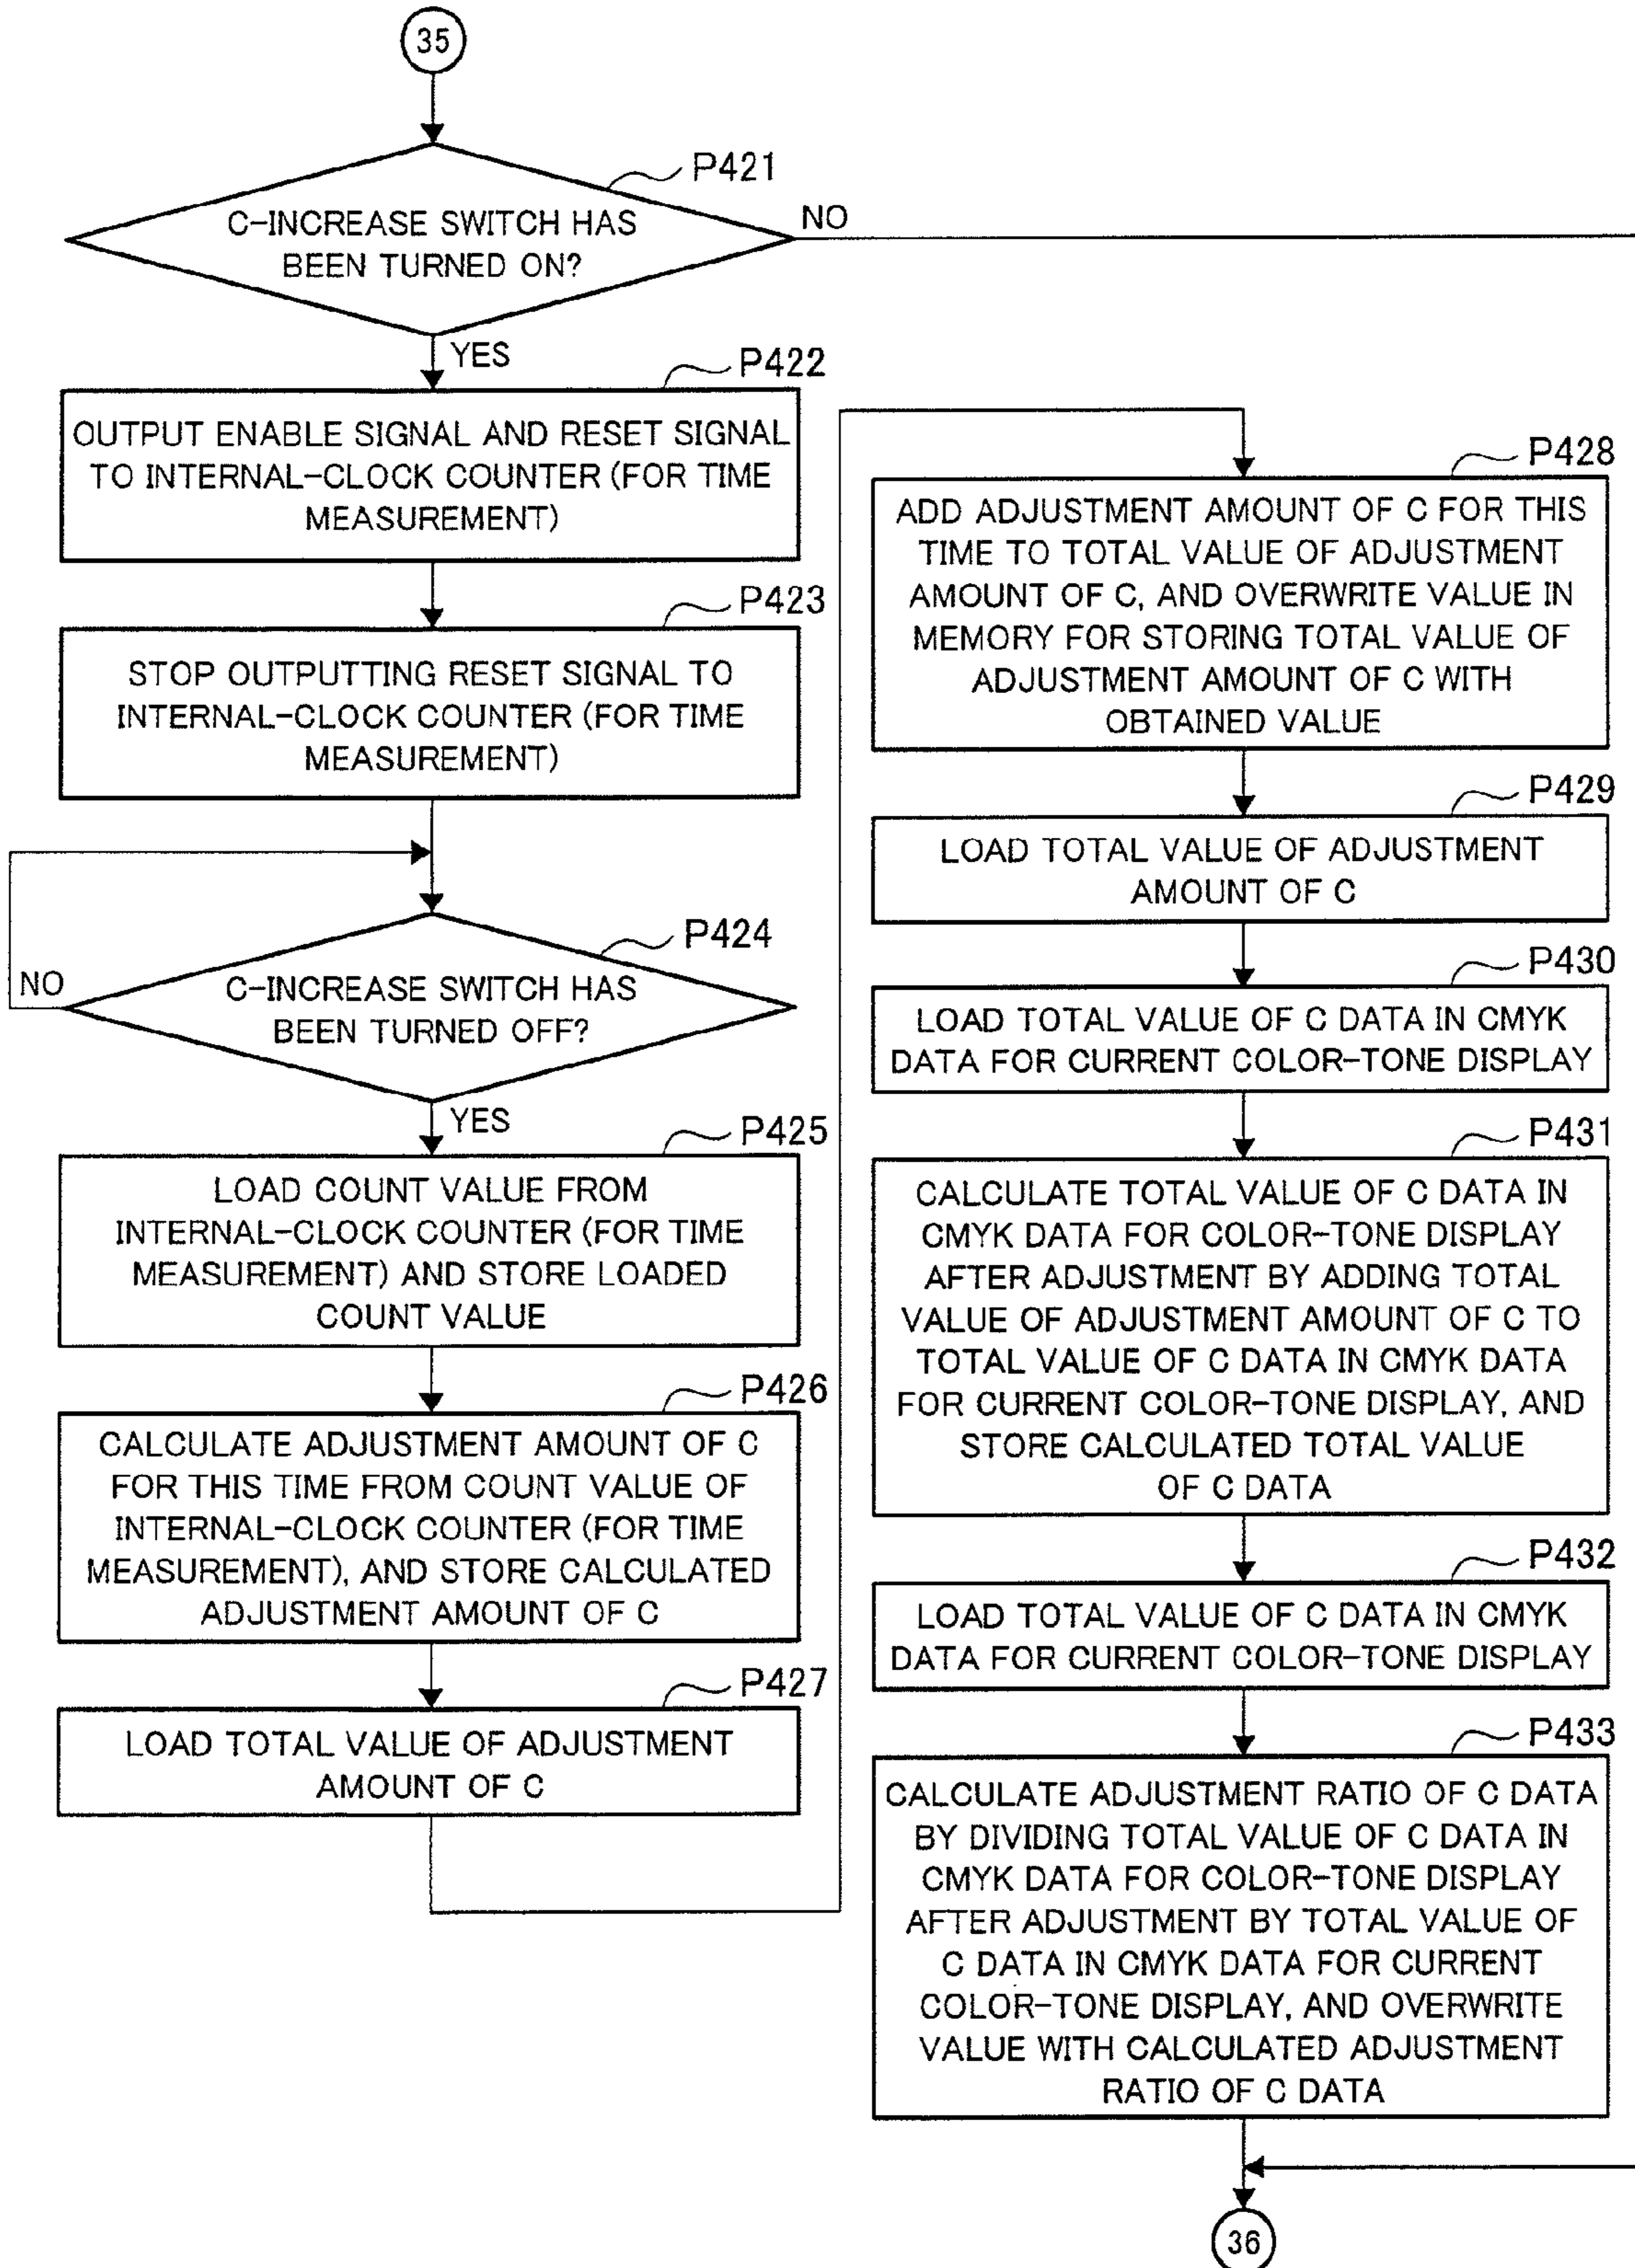 35
P421
C-INCREASE SWITCH HAS
BEEN TURNED ON?
NO
YES
P422
OUTPUT ENABLE SIGNAL AND RESET SIGNAL
TO INTERNAL-CLOCK COUNTER (FOR TIME
MEASUREMENT)
P423
STOP OUTPUTTING RESET SIGNAL TO
INTERNAL-CLOCK COUNTER (FOR TIME
MEASUREMENT)
P424
NO
C-INCREASE SWITCH HAS
BEEN TURNED OFF?
YES
P425
LOAD COUNT VALUE FROM
INTERNAL-CLOCK COUNTER (FOR TIME
MEASUREMENT) AND STORE LOADED
COUNT VALUE
P426
CALCULATE ADJUSTMENT AMOUNT OF C
FOR THIS TIME FROM COUNT VALUE OF
INTERNAL-CLOCK COUNTER (FOR TIME
MEASUREMENT), AND STORE CALCULATED
ADJUSTMENT AMOUNT OF C
P427
LOAD TOTAL VALUE OF ADJUSTMENT
AMOUNT OF C
P428
ADD ADJUSTMENT AMOUNT OF C FOR THIS
TIME TO TOTAL VALUE OF ADJUSTMENT
AMOUNT OF C, AND OVERWRITE VALUE IN
MEMORY FOR STORING TOTAL VALUE OF
ADJUSTMENT AMOUNT OF C WITH
OBTAINED VALUE
P429
LOAD TOTAL VALUE OF ADJUSTMENT
AMOUNT OF C
P430
LOAD TOTAL VALUE OF C DATA IN CMYK
DATA FOR CURRENT COLOR-TONE DISPLAY
P431
CALCULATE TOTAL VALUE OF C DATA IN
CMYK DATA FOR COLOR-TONE DISPLAY
AFTER ADJUSTMENT BY ADDING TOTAL
VALUE OF ADJUSTMENT AMOUNT OF C TO
TOTAL VALUE OF C DATA IN CMYK DATA
FOR CURRENT COLOR-TONE DISPLAY, AND
STORE CALCULATED TOTAL VALUE
OF C DATA
P432
LOAD TOTAL VALUE OF C DATA IN CMYK
DATA FOR CURRENT COLOR-TONE DISPLAY
P433
CALCULATE ADJUSTMENT RATIO OF C DATA
BY DIVIDING TOTAL VALUE OF C DATA IN
CMYK DATA FOR COLOR-TONE DISPLAY
AFTER ADJUSTMENT BY TOTAL VALUE OF
C DATA IN CMYK DATA FOR CURRENT
COLOR-TONE DISPLAY, AND OVERWRITE
VALUE WITH CALCULATED ADJUSTMENT
RATIO OF C DATA
36